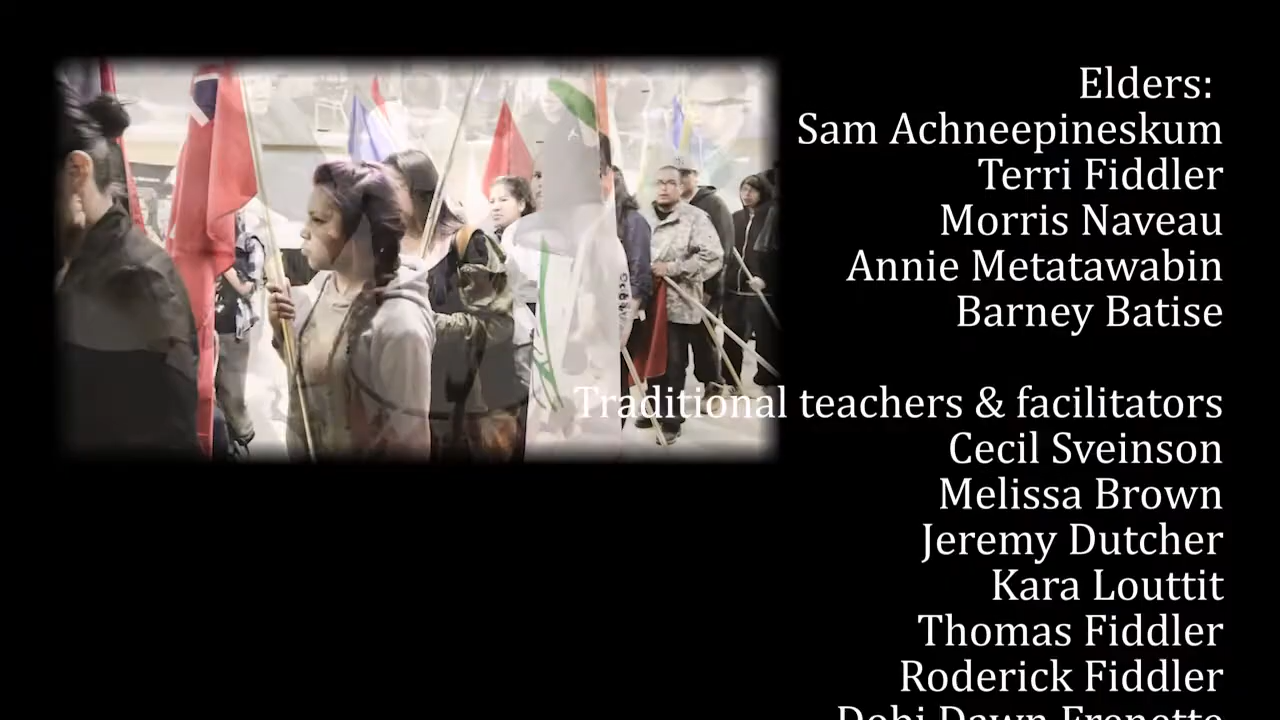 Elders:
Sam Achneepineskum
Terri Fiddler
Morris Naveau
Annie Metatawabin
Barney Batise
Traditional teachers & facilitators
Cecil Sveinson
Melissa Brown
Jeremy Dutcher
Kara Louttit
Thomas Fiddler
Roderick Fiddler